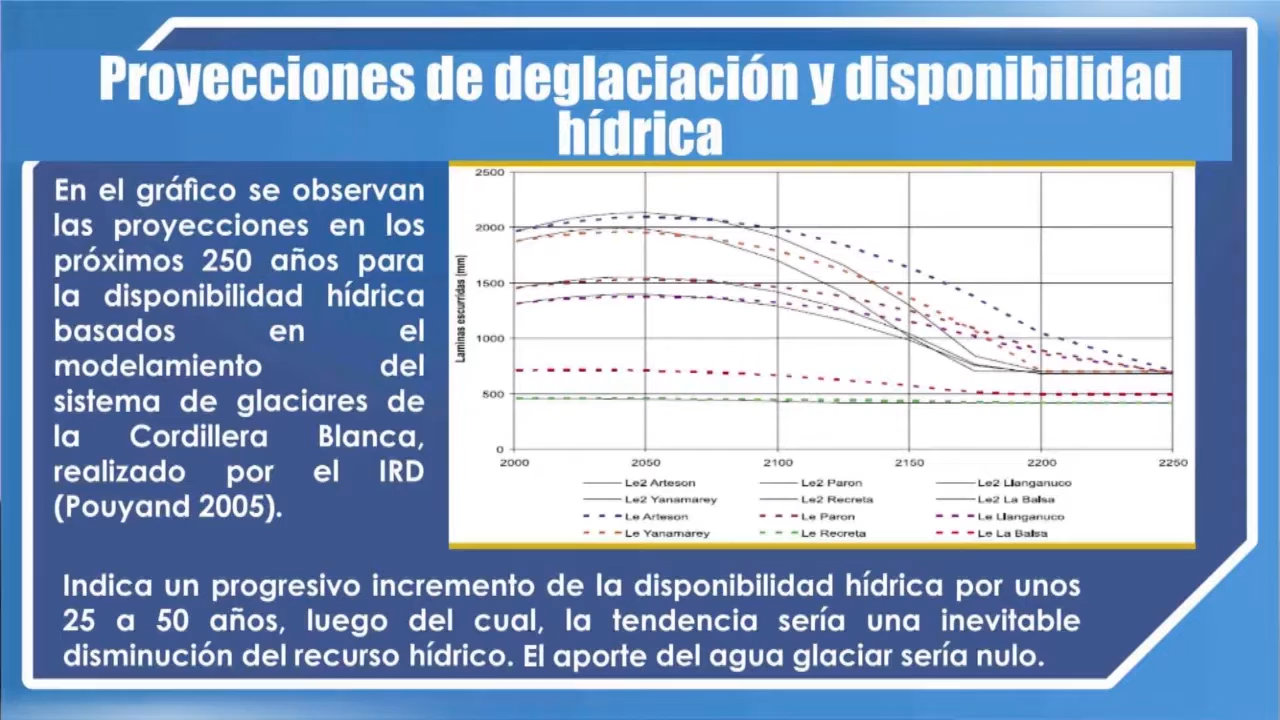 Proyecciones de deglaciación y disponibilidad
hídrica
En el gráfico se observan
las proyecciones en los
próximos 250 años para
la disponibilidad hídrica
basados en el
modelamiento del
sistema de glaciares de
la Cordillera Blanca,
realizado por el IRD
(Pouyand 2005).
Laminas escurridas (mm)
2500
2000
1500
1000
500
0
2000 2050 2100 2150 2200 2250
Le2 Arteson Le2 Paron Le2 Llanganuco
Le2 Yanamarey Le2 Recreta Le2 La Balsa
Le Arteson Le Paron Le Llanganuco
Le Yanamarey Le Recreta Le La Balsa
Indica un progresivo incremento de la disponibilidad hídrica por unos
25 a 50 años, luego del cual, la tendencia sería una inevitable
disminución del recurso hídrico. El aporte del agua glaciar sería nulo.